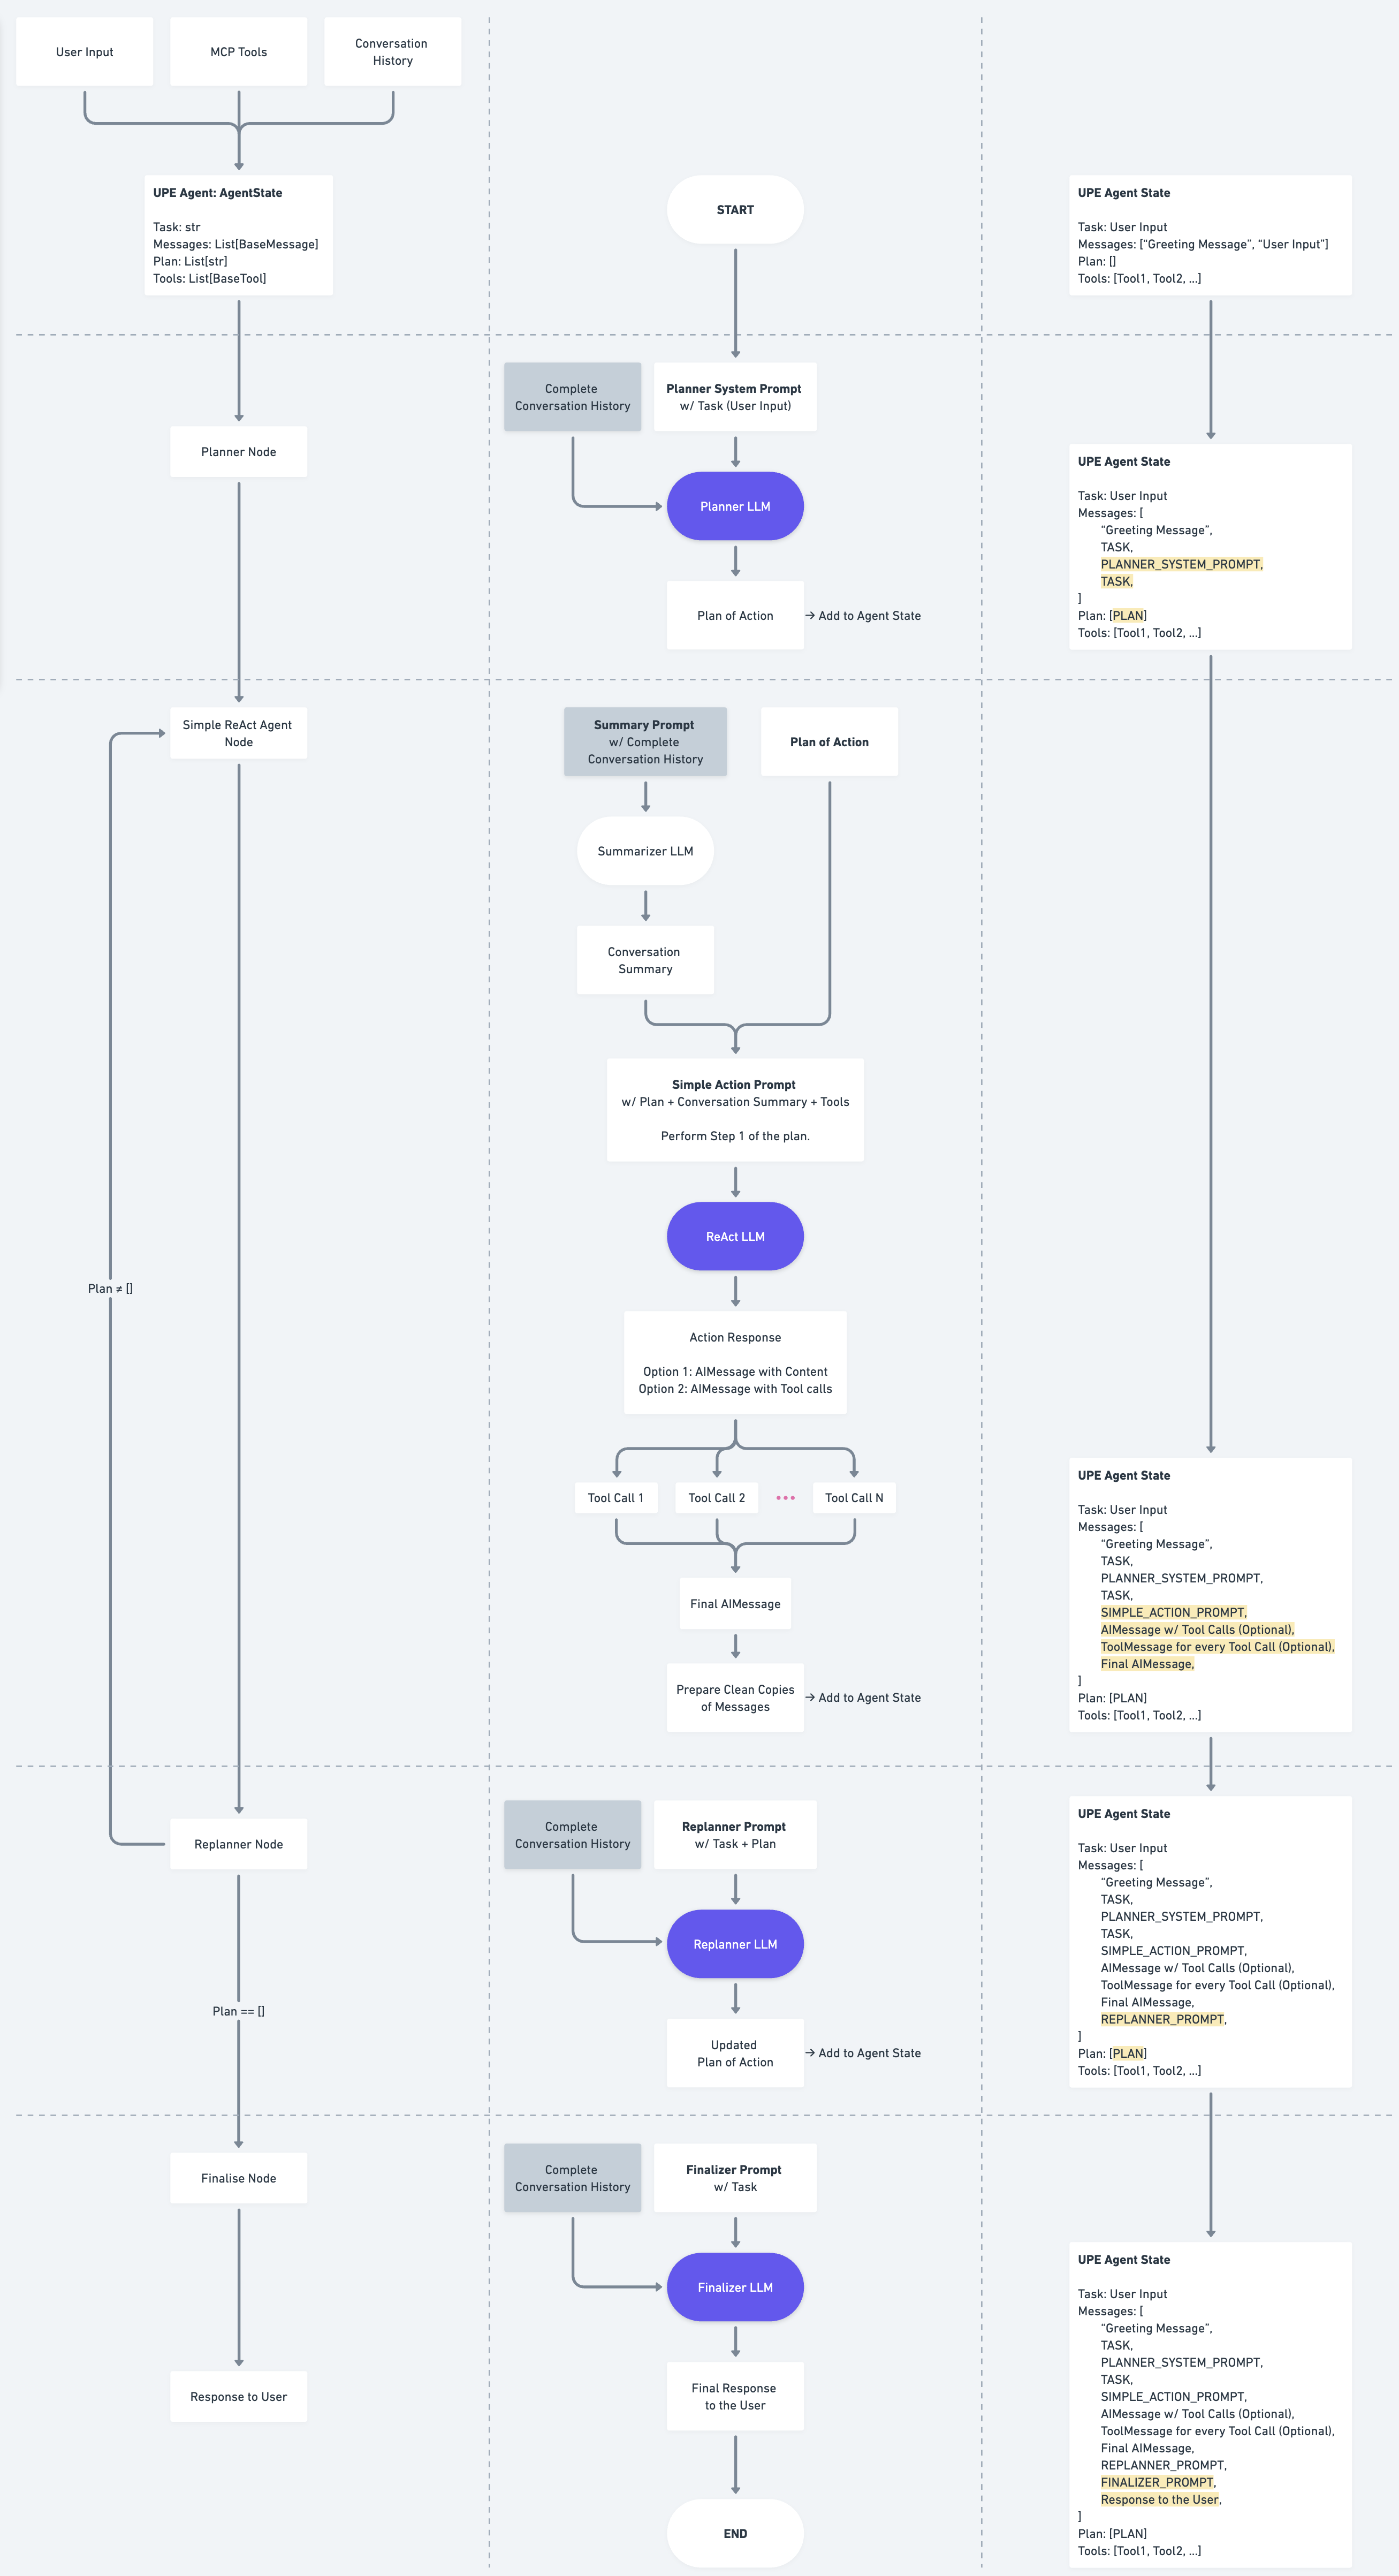 User Input
MCP Tools
Conversation
History
UPE Agent: AgentState
Task: str
Messages: List[BaseMessage]
Plan: List[str]
Tools: List[BaseTool]
START
UPE Agent State
Task: User Input
Messages: [“Greeting Message”, “User Input”]
Plan: []
Tools: [Tool1, Tool2, ...]
Planner Node
Complete
Conversation History
Planner System Prompt
w/ Task (User Input)
Planner LLM
Plan of Action
→ Add to Agent State
UPE Agent State
Task: User Input
Messages: [
“Greeting Message”,
TASK,
PLANNER_SYSTEM_PROMPT,
TASK,
]
Plan: [PLAN]
Tools: [Tool1, Tool2, ...]
Simple ReAct Agent
Node
Plan ≠ []
Summary Prompt
w/ Complete
Conversation History
Plan of Action
Summarizer LLM
Conversation
Summary
Simple Action Prompt
w/ Plan + Conversation Summary + Tools
Perform Step 1 of the plan.
ReAct LLM
Action Response
Option 1: AIMessage with Content
Option 2: AIMessage with Tool calls
Tool Call 1
Tool Call 2
•••
Tool Call N
Final AIMessage
Prepare Clean Copies
of Messages
→ Add to Agent State
UPE Agent State
Task: User Input
Messages: [
“Greeting Message”,
TASK,
PLANNER_SYSTEM_PROMPT,
TASK,
SIMPLE_ACTION_PROMPT,
AIMessage w/ Tool Calls (Optional),
ToolMessage for every Tool Call (Optional),
Final AIMessage,
]
Plan: [PLAN]
Tools: [Tool1, Tool2, ...]
Replanner Node
Plan == []
Complete
Conversation History
Replanner Prompt
w/ Task + Plan
Replanner LLM
Updated
Plan of Action
→ Add to Agent State
UPE Agent State
Task: User Input
Messages: [
“Greeting Message”,
TASK,
PLANNER_SYSTEM_PROMPT,
TASK,
SIMPLE_ACTION_PROMPT,
AIMessage w/ Tool Calls (Optional),
ToolMessage for every Tool Call (Optional),
Final AIMessage,
REPLANNER_PROMPT,
]
Plan: [PLAN]
Tools: [Tool1, Tool2, ...]
Finalise Node
Response to User
Complete
Conversation History
Finalizer Prompt
w/ Task
Finalizer LLM
Final Response
to the User
END
UPE Agent State
Task: User Input
Messages: [
“Greeting Message”,
TASK,
PLANNER_SYSTEM_PROMPT,
TASK,
SIMPLE_ACTION_PROMPT,
AIMessage w/ Tool Calls (Optional),
ToolMessage for every Tool Call (Optional),
Final AIMessage,
REPLANNER_PROMPT,
FINALIZER_PROMPT,
Response to the User,
]
Plan: [PLAN]
Tools: [Tool1, Tool2, ...]